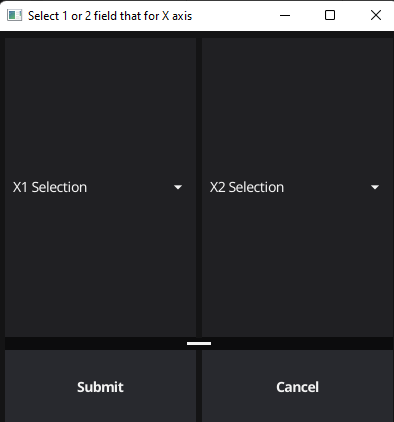 Select 1 or 2 field that for X axis
X1 Selection
X2 Selection
Submit
Cancel